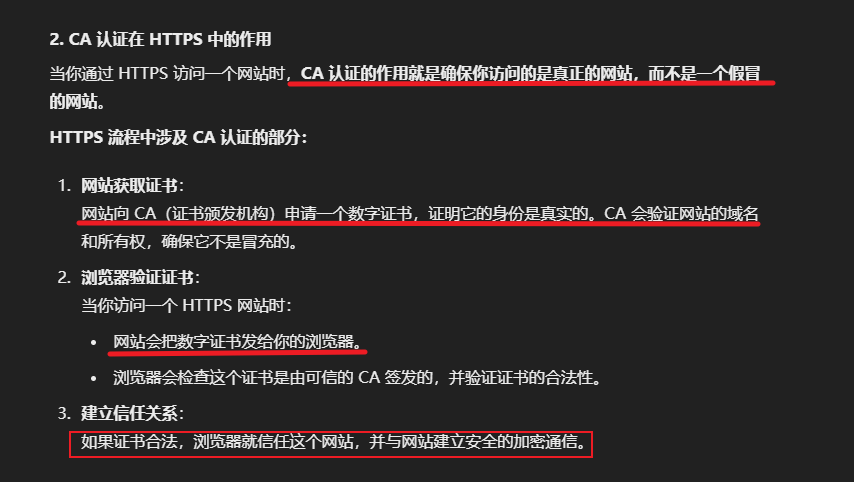 2. CA 认证在 HTTPS 中的作用
当你通过 HTTPS 访问一个网站时，CA 认证的作用就是确保你访问的是真正的网站，而不是一个假冒
的网站。
HTTPS 流程中涉及 CA 认证的部分：
1. 网站获取证书：
网站向 CA（证书颁发机构）申请一个数字证书，证明它的身份是真实的。CA 会验证网站的域名
和所有权，确保它不是冒充的。
2. 浏览器验证证书：
当你访问一个 HTTPS 网站时：
• 网站会把数字证书发给你的浏览器。
• 浏览器会检查这个证书是由可信的 CA 签发的，并验证证书的合法性。
3. 建立信任关系：
如果证书合法，浏览器就信任这个网站，并与网站建立安全的加密通信。